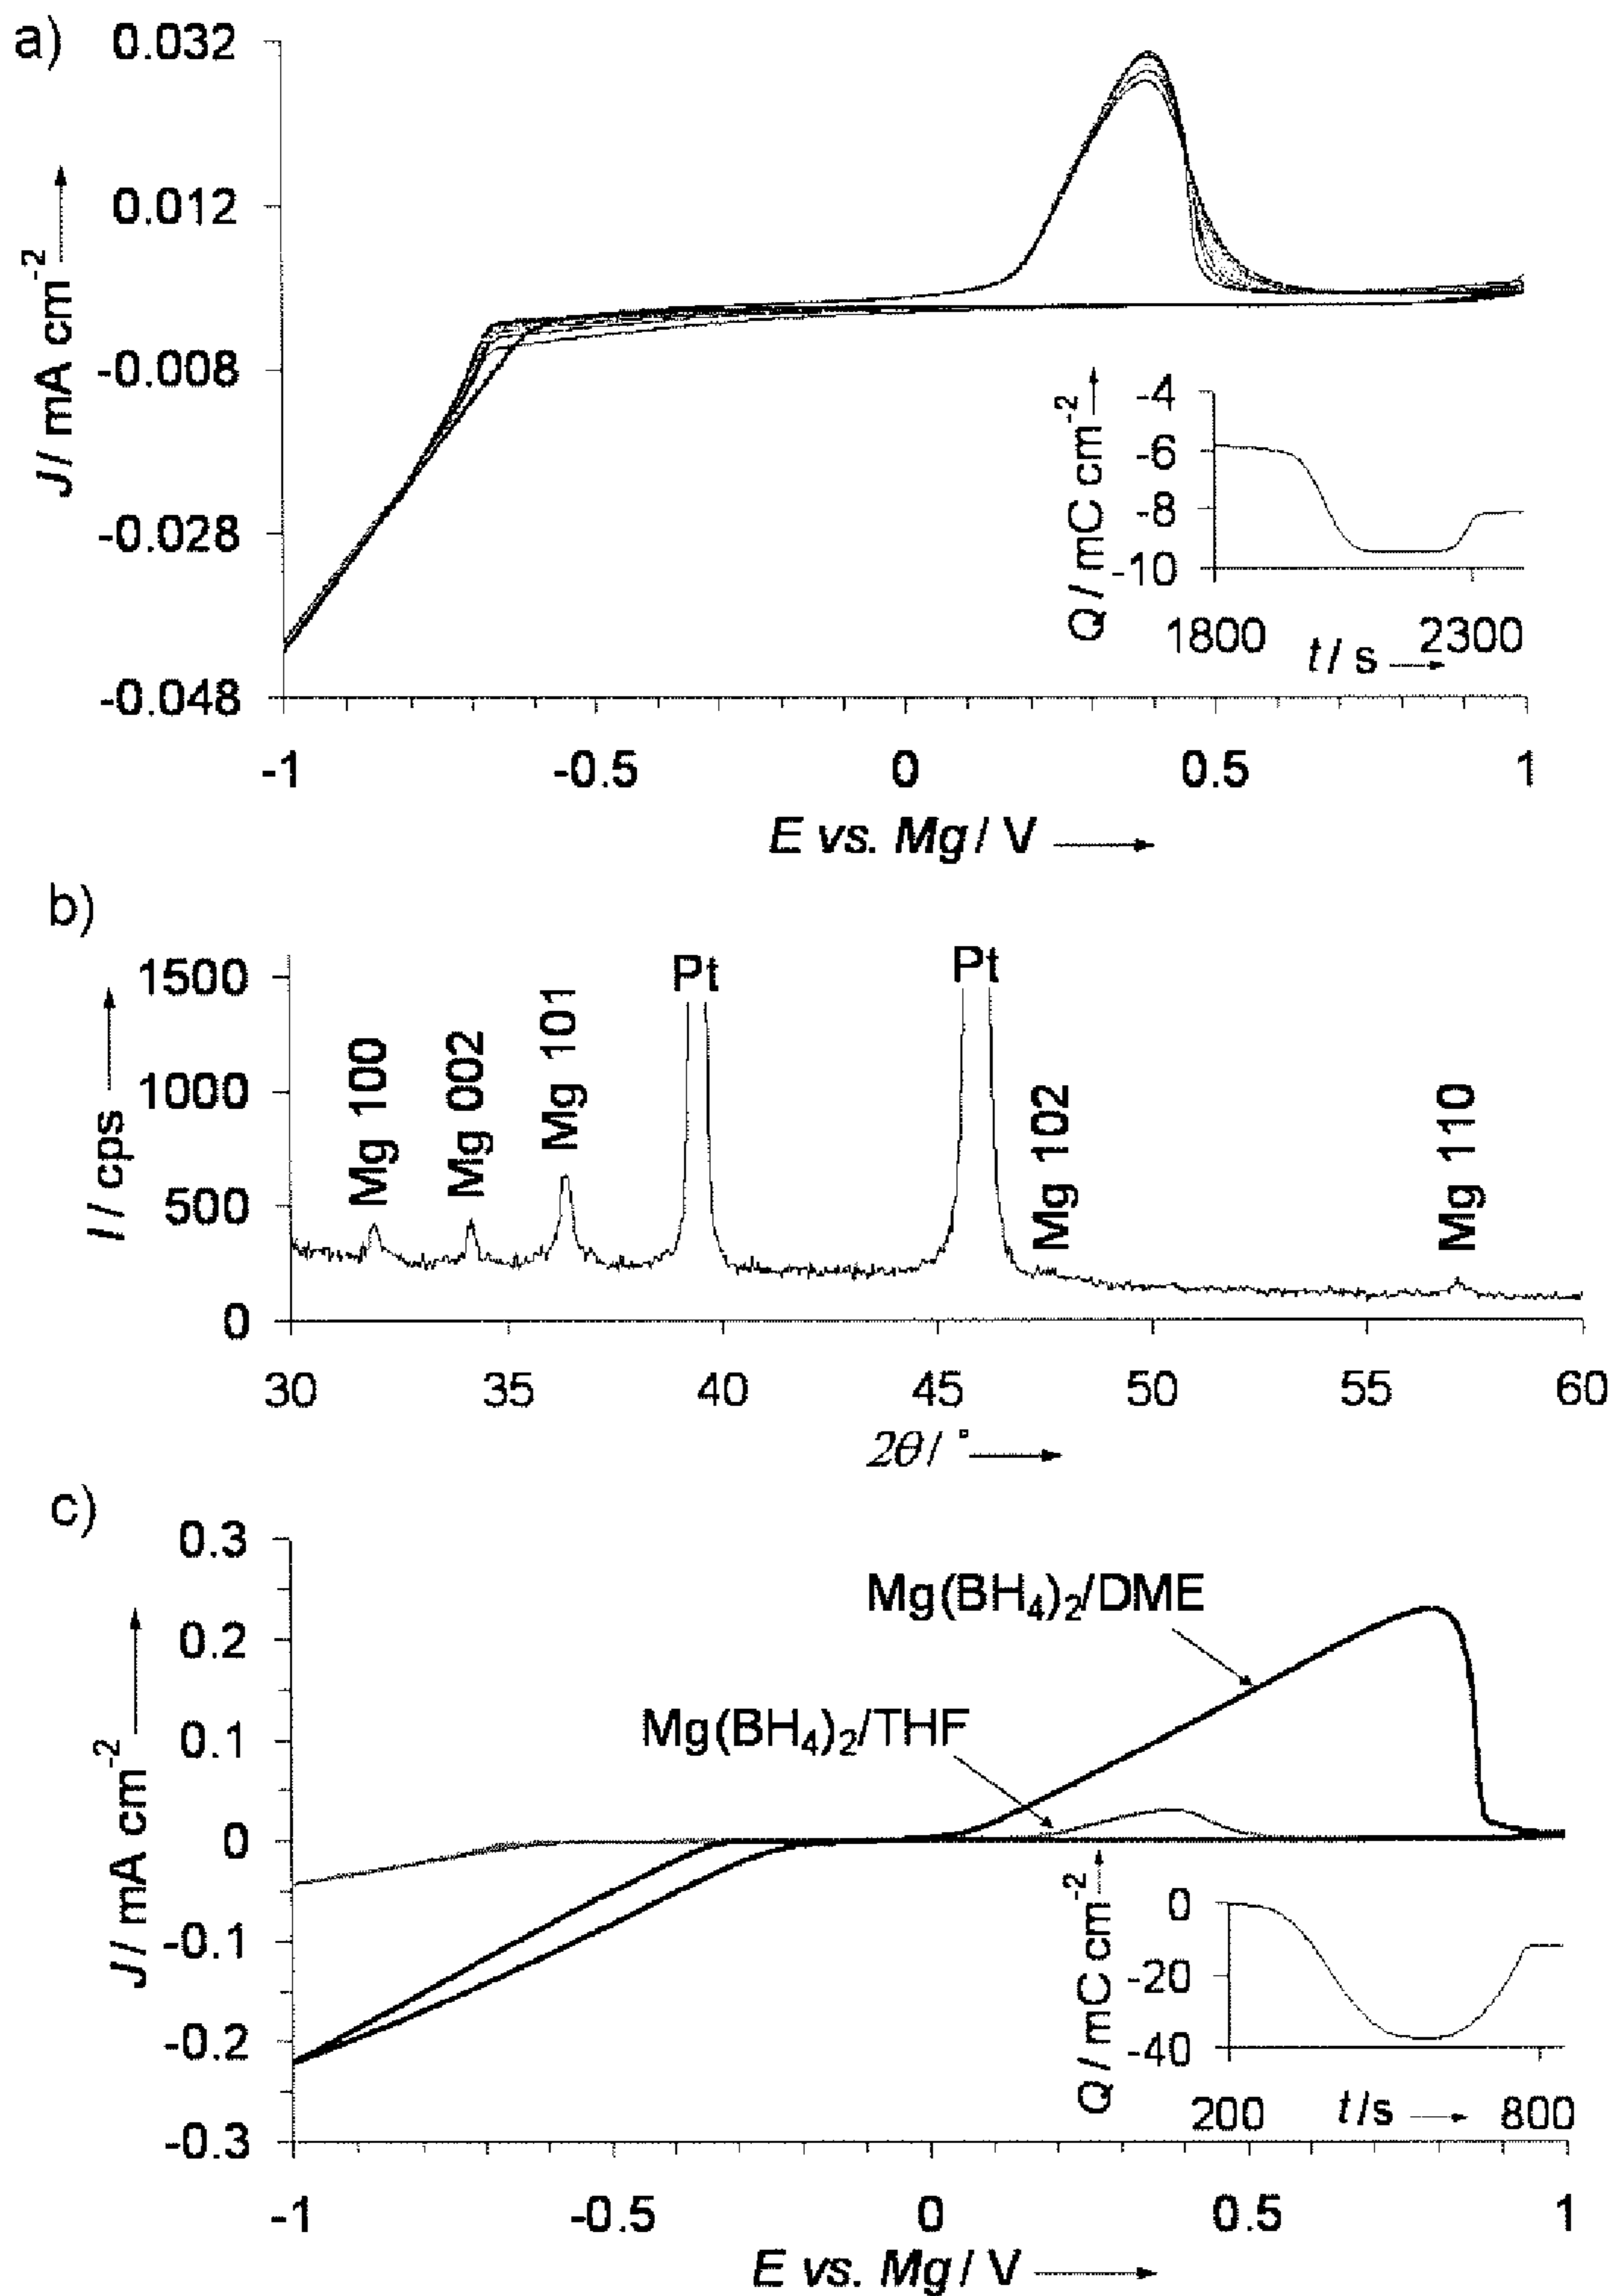 a)
0.032
0.012
-0.008
-0.028
-0.048
J / mA cm-2
-1 -0.5 0 0.5 1
E vs. Mg / V
Q / mC cm-2
-4
-6
-8
-10
1800 t / s 2300
b)
1500
1000
500
0
I / cps
Mg 100
Mg 002
Mg 101
Pt
Pt
Mg 102
Mg 110
30 35 40 45 50 55 60
2θ / °
c)
0.3
0.2
0.1
0
-0.1
-0.2
-0.3
J / mA cm-2
Mg(BH4)2/DME
Mg(BH4)2/THF
Q / mC cm-2
0
-20
-40
200 t /s 800
-1 -0.5 0 0.5 1
E vs. Mg / V